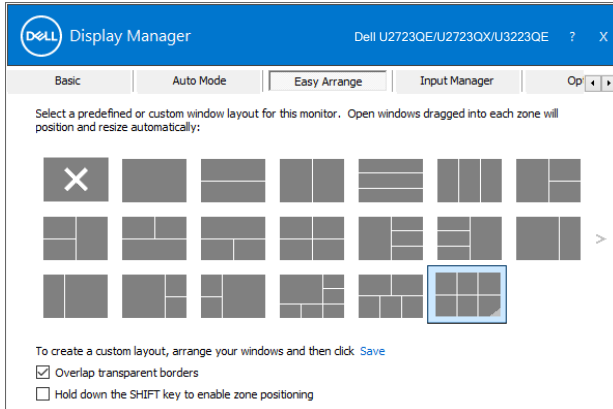 DELL Display Manager Dell U2723QE/U2723QX/U3223QE ? X
Basic Auto Mode Easy Arrange Input Manager Op
Select a predefined or custom window layout for this monitor. Open windows dragged into each zone will
position and resize automatically:
>
To create a custom layout, arrange your windows and then click Save
Overlap transparent borders
Hold down the SHIFT key to enable zone positioning